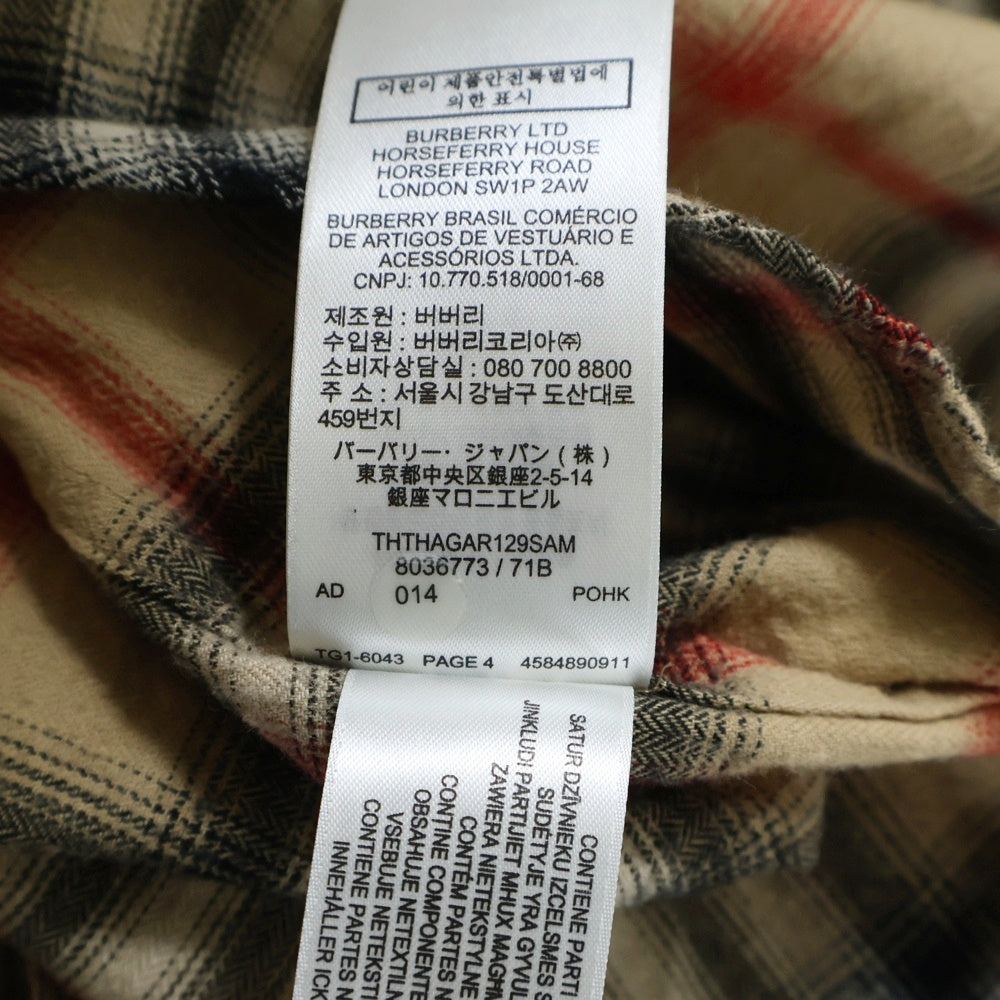 어린이 제품안전특별법에
의한 표시
BURBERRY LTD
HORSEFERRY HOUSE
HORSEFERRY ROAD
LONDON SW1P 2AW
BURBERRY BRASIL COMÉRCIO
DE ARTIGOS DE VESTUÁRIO E
ACESSÓRIOS LTDA.
CNPJ: 10.770.518/0001-68
제조원 : 버버리
수입원 : 버버리코리아㈜
소비자상담실 : 080 700 8800
주 소 : 서울시 강남구 도산대로
459번지
バーバリー・ジャパン ( 株 )
東京都中央区銀座2-5-14
銀座マロニエビル
THTHAGAR129SAM
8036773 / 71B
AD 014 POHK
TG1-6043 PAGE 4 4584890911
CONTIENE PARTI
SATUR DZĪVNIEKU IZCELSMES
SUDĖTYJE YRA GYVŪ
JINKLUDI PARTIJIET MHUX MAGĦM
ZAWIERA NIETEKSTYLNE
CONTÉM PARTES N
CONȚINE COMPONENTE
OBSAHUJE NETEXTILN
VSEBUJE NETEKSTI
CONTIENE PARTES N
INNEHÅLLER ICK